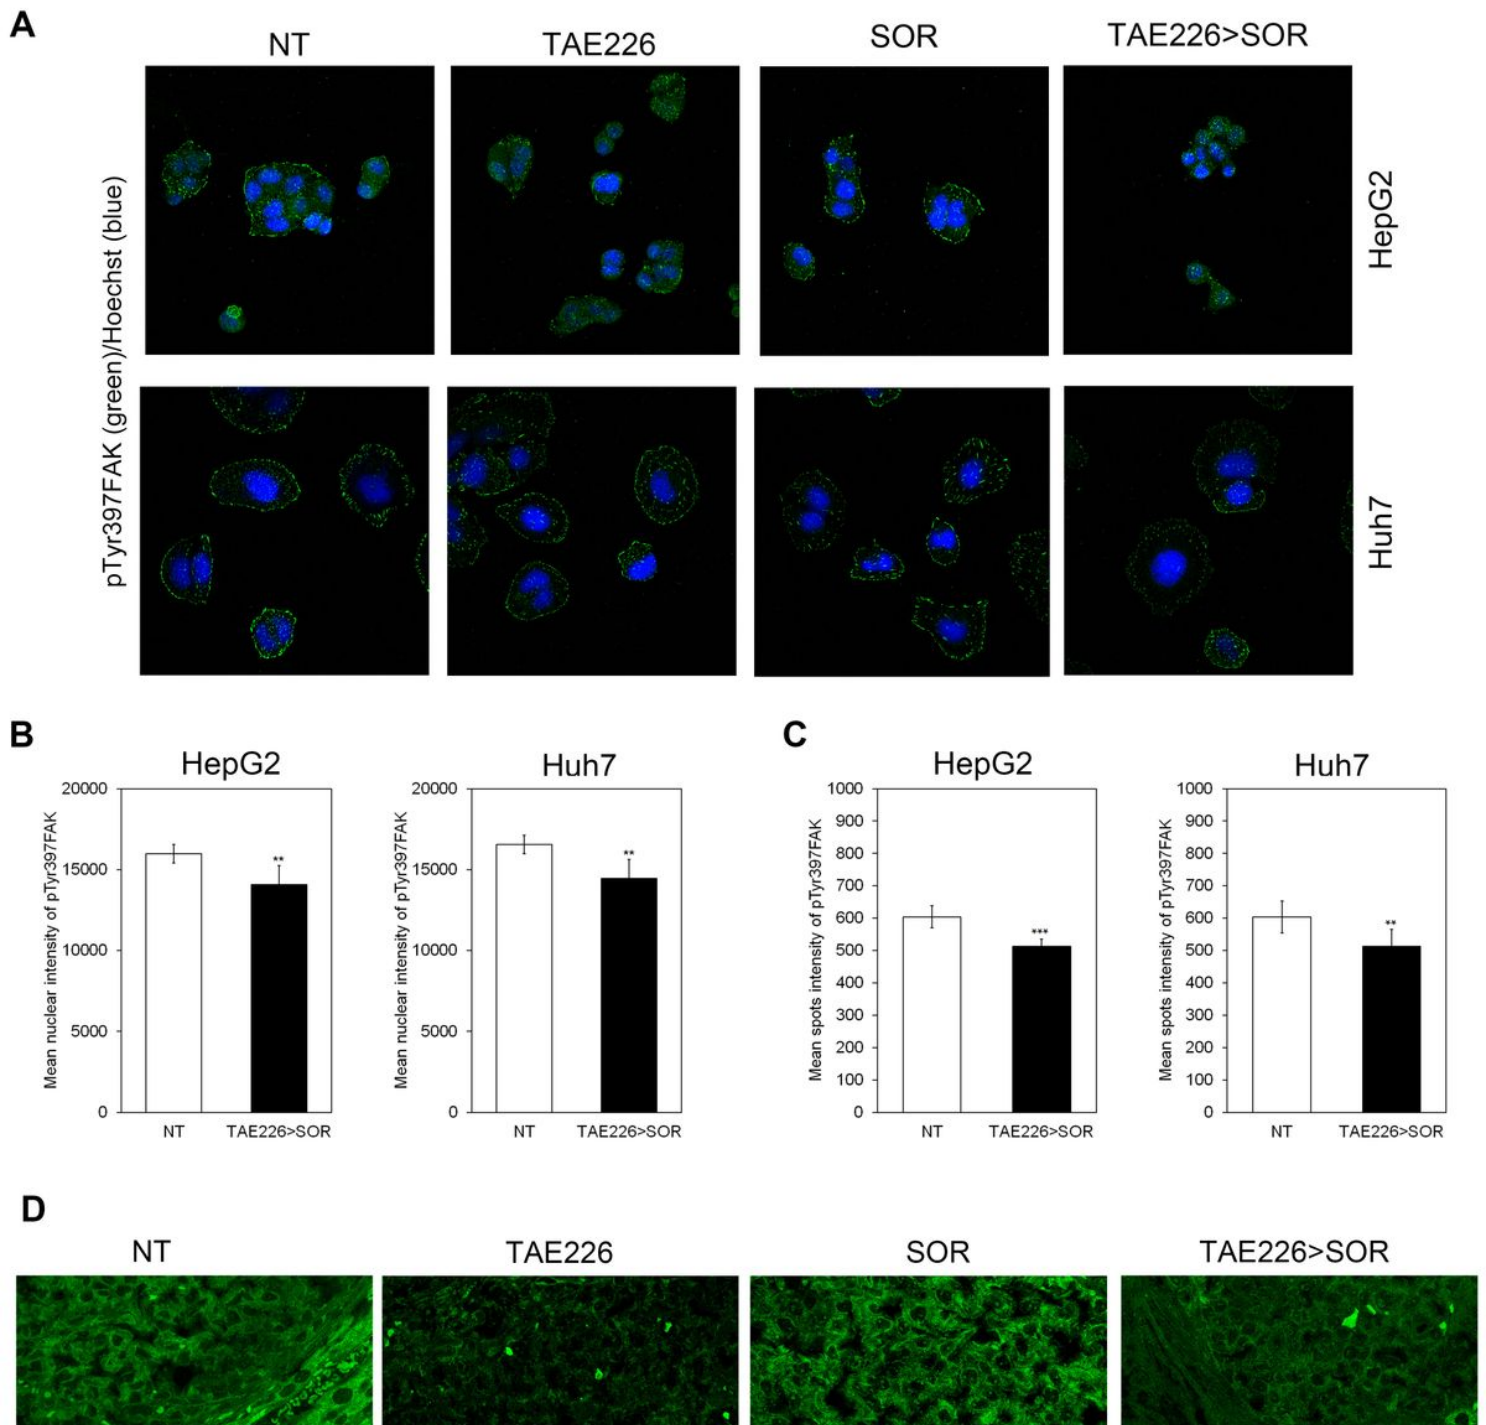 A
NT TAE226 SOR TAE226>SOR
pTyr397FAK (green)/Hoechst (blue)
HepG2
Huh7
B
HepG2
Mean nuclear intensity of pTyr397FAK
20000
15000
10000
5000
0
**
NT TAE226>SOR
Huh7
Mean nuclear intensity of pTyr397FAK
20000
15000
10000
5000
0
**
NT TAE226>SOR
C
HepG2
Mean spots intensity of pTyr397FAK
1000
900
800
700
600
500
400
300
200
100
0
***
NT TAE226>SOR
Huh7
Mean spots intensity of pTyr397FAK
1000
900
800
700
600
500
400
300
200
100
0
**
NT TAE226>SOR
D
NT TAE226 SOR TAE226>SOR